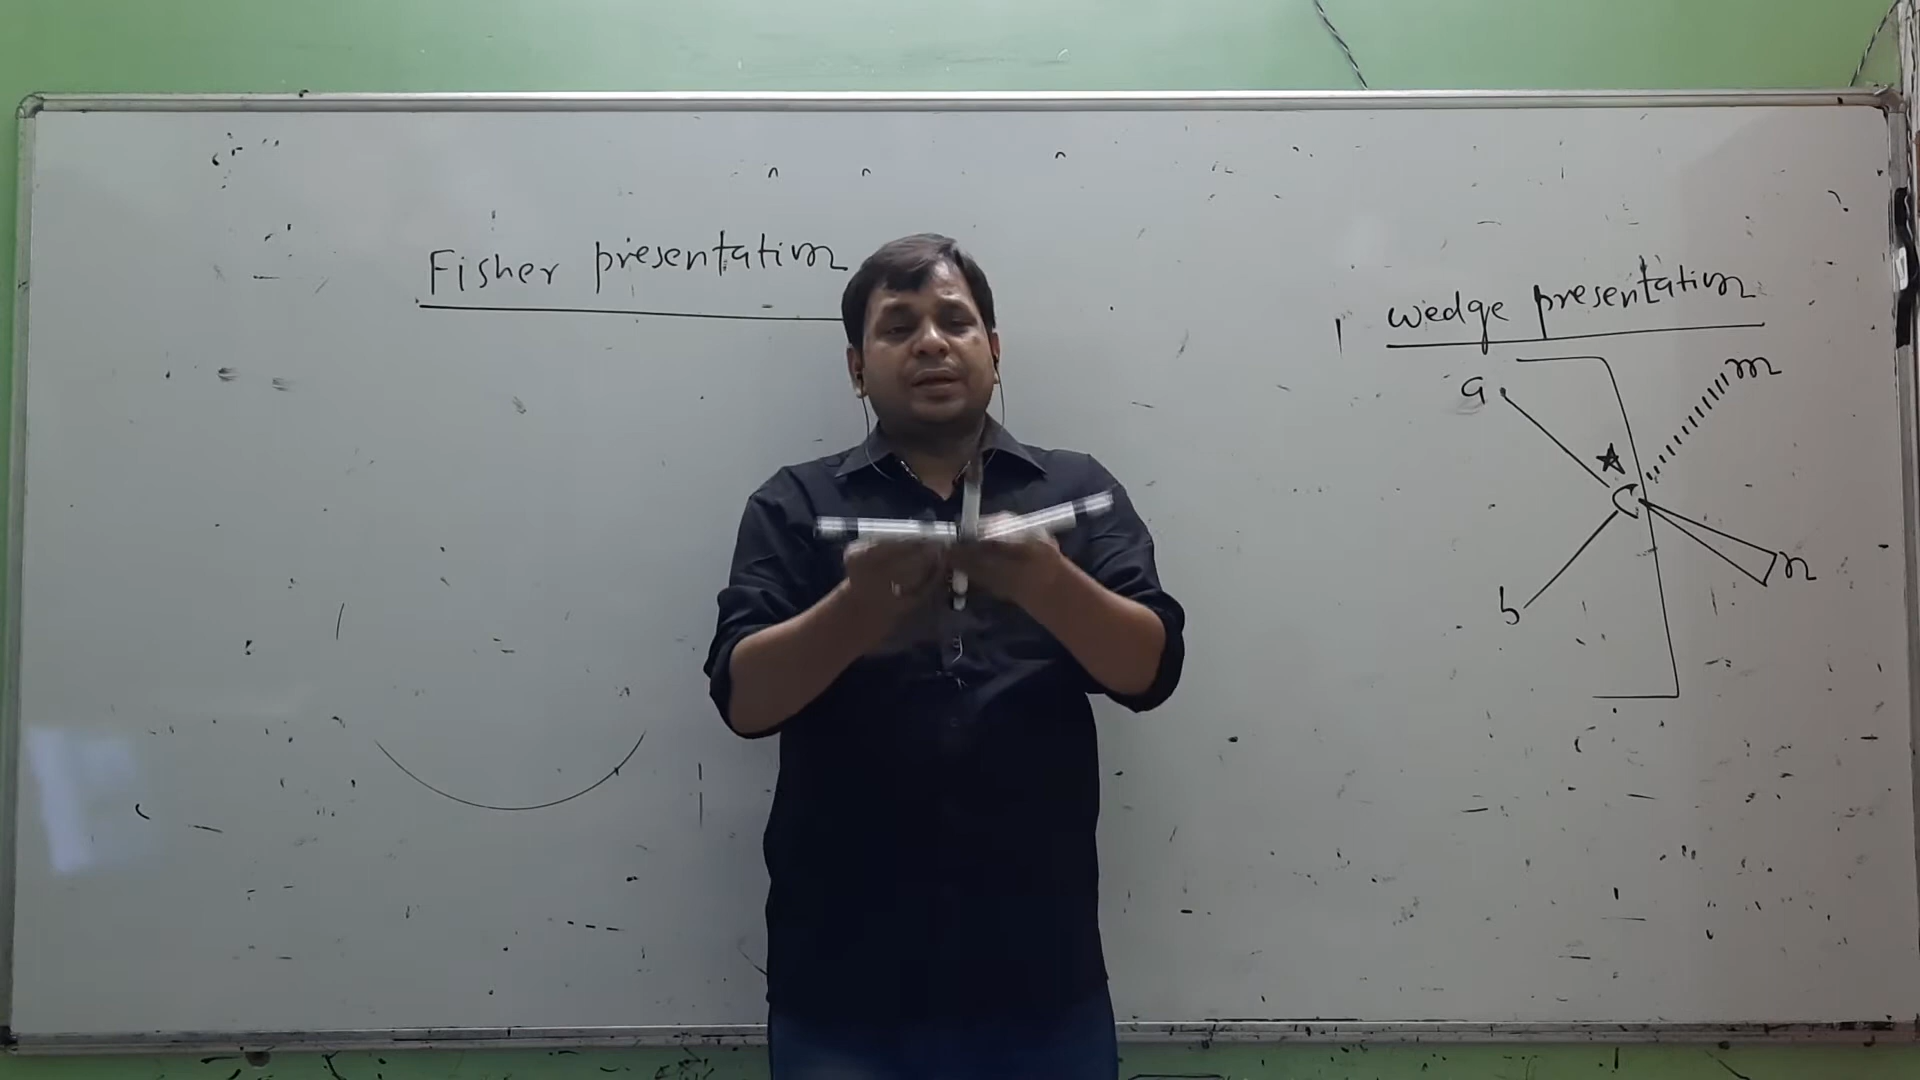 Fisher presentation
wedge presentation
a
m
C
n
b